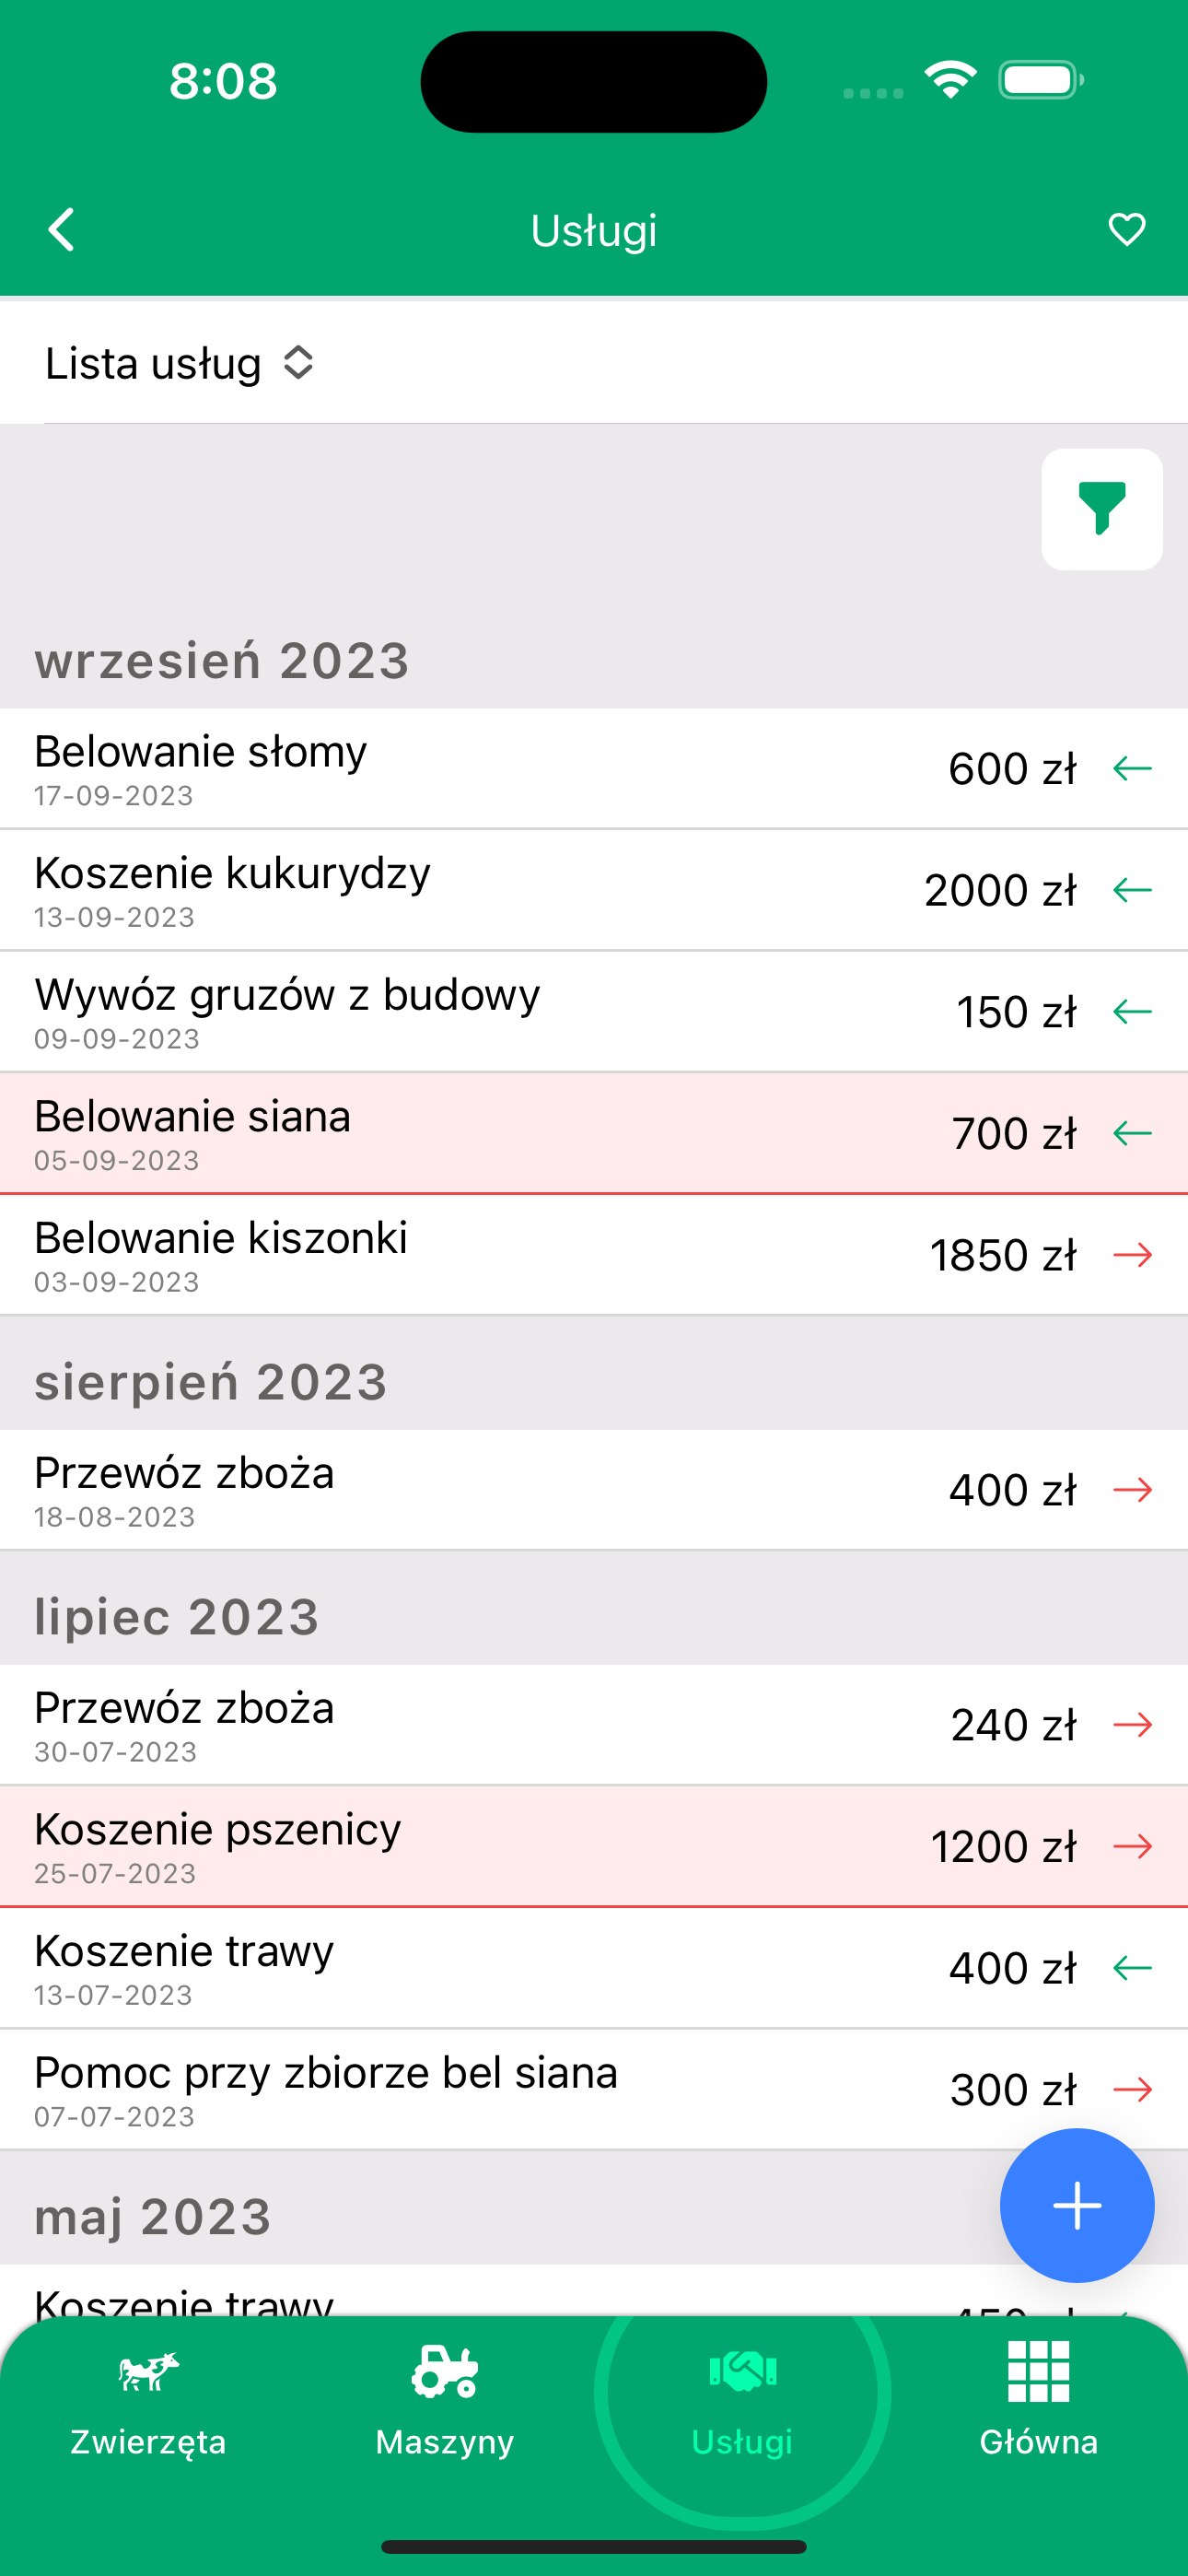 8:08
Usługi
Lista usług
wrzesień 2023
Belowanie słomy
17-09-2023
600 zł
Koszenie kukurydzy
13-09-2023
2000 zł
Wywóz gruzów z budowy
09-09-2023
150 zł
Belowanie siana
05-09-2023
700 zł
Belowanie kiszonki
03-09-2023
1850 zł
sierpień 2023
Przewóz zboża
18-08-2023
400 zł
lipiec 2023
Przewóz zboża
30-07-2023
240 zł
Koszenie pszenicy
25-07-2023
1200 zł
Koszenie trawy
13-07-2023
400 zł
Pomoc przy zbiorze bel siana
07-07-2023
300 zł
maj 2023
Koszenie trawy
Zwierzęta
Maszyny
Usługi
Główna